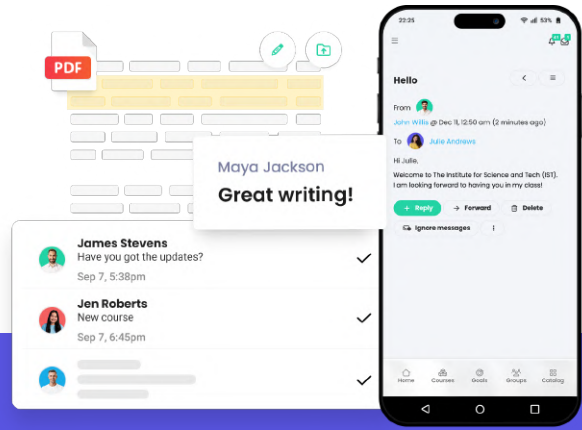 PDF
Maya Jackson
Great writing!
James Stevens
Have you got the updates?
Sep 7, 5:38pm
Jen Roberts
New course
Sep 7, 6:45pm
22:25
53%
Hello
From
John Willis @ Dec 11, 12:50 am (2 minutes ago)
To Julie Andrews
Hi Julie,
Welcome to The Institute for Science and Tech (IST).
I am looking forward to having you in my class!
+ Reply → Forward Delete
Ignore messages
Home Courses Goals Groups Catalog